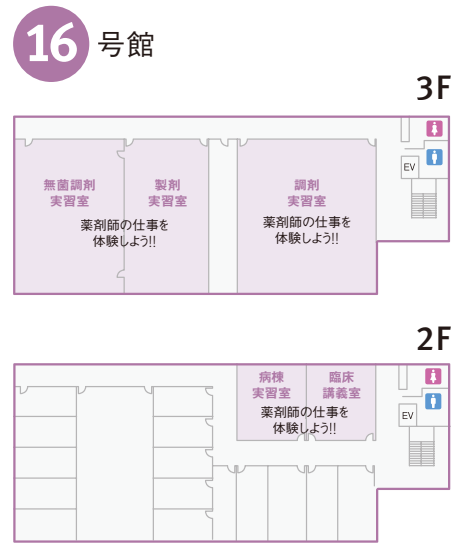 16 号館
3F
EV
無菌調剤
実習室
製剤
実習室
薬剤師の仕事を
体験しよう!!
調剤
実習室
薬剤師の仕事を
体験しよう!!
2F
病棟
実習室
臨床
講義室
薬剤師の仕事を
体験しよう!!
EV